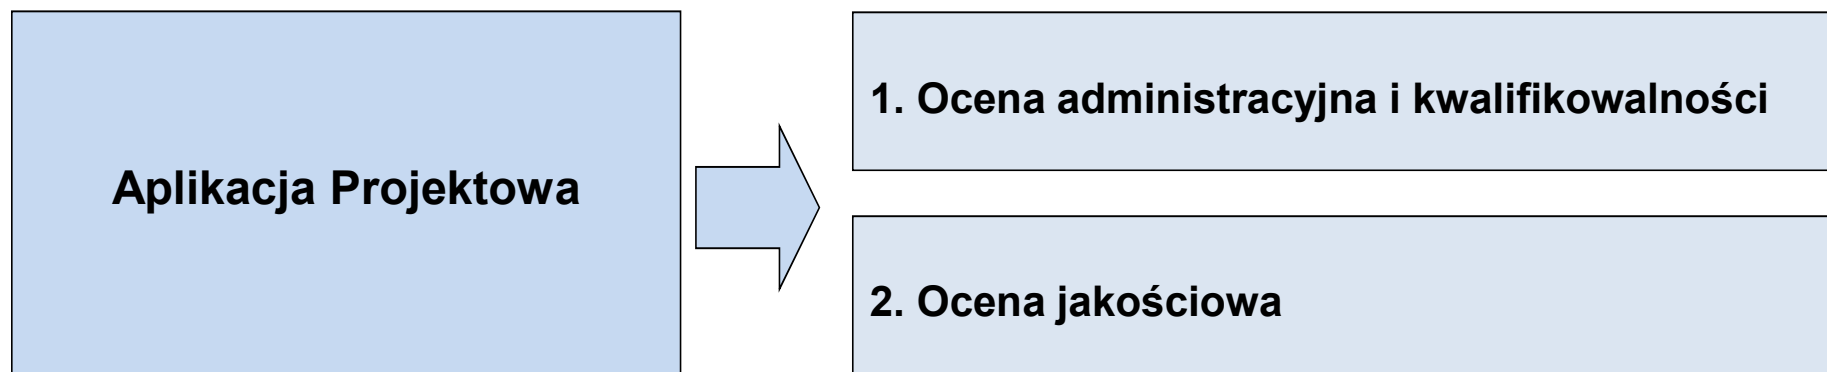 Aplikacja Projektowa
1. Ocena administracyjna i kwalifikowalności
2. Ocena jakościowa